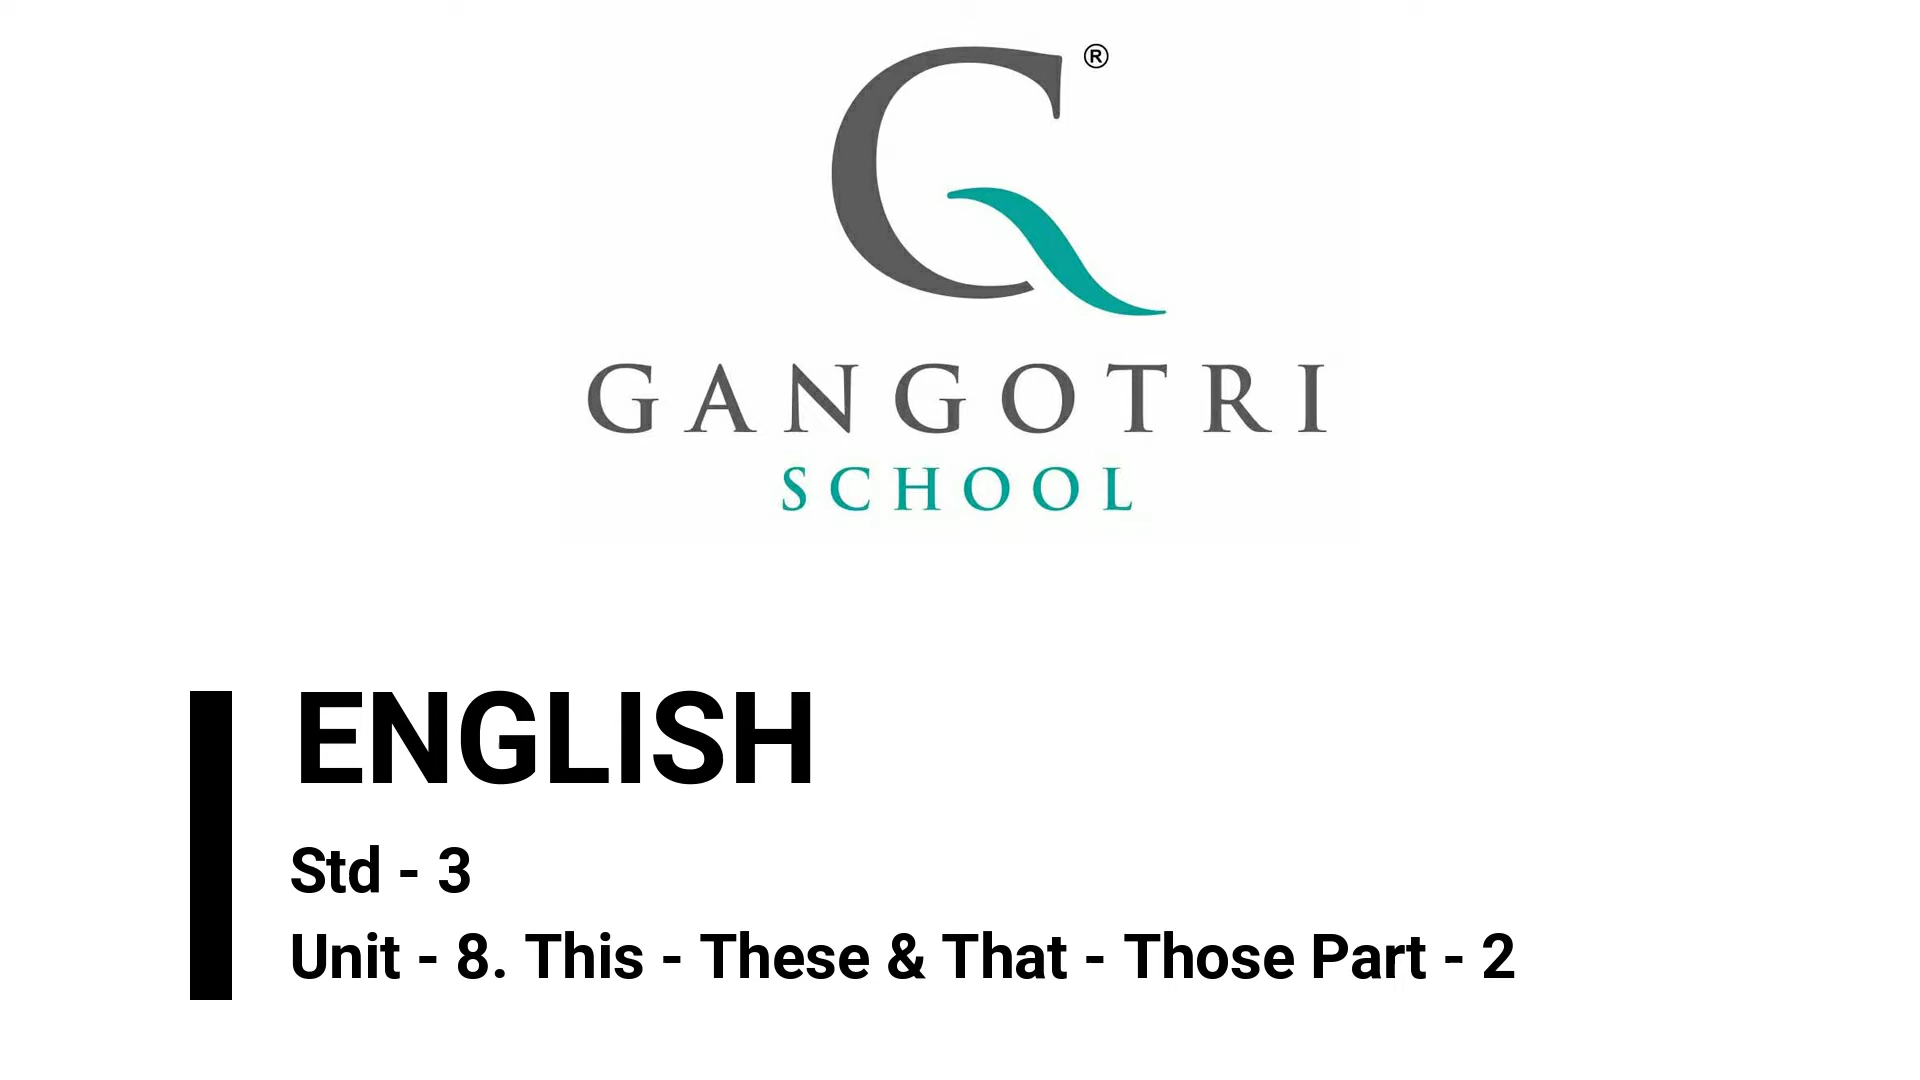 ®
GANGOTRI
SCHOOL
ENGLISH
Std - 3
Unit - 8. This - These & That - Those Part - 2